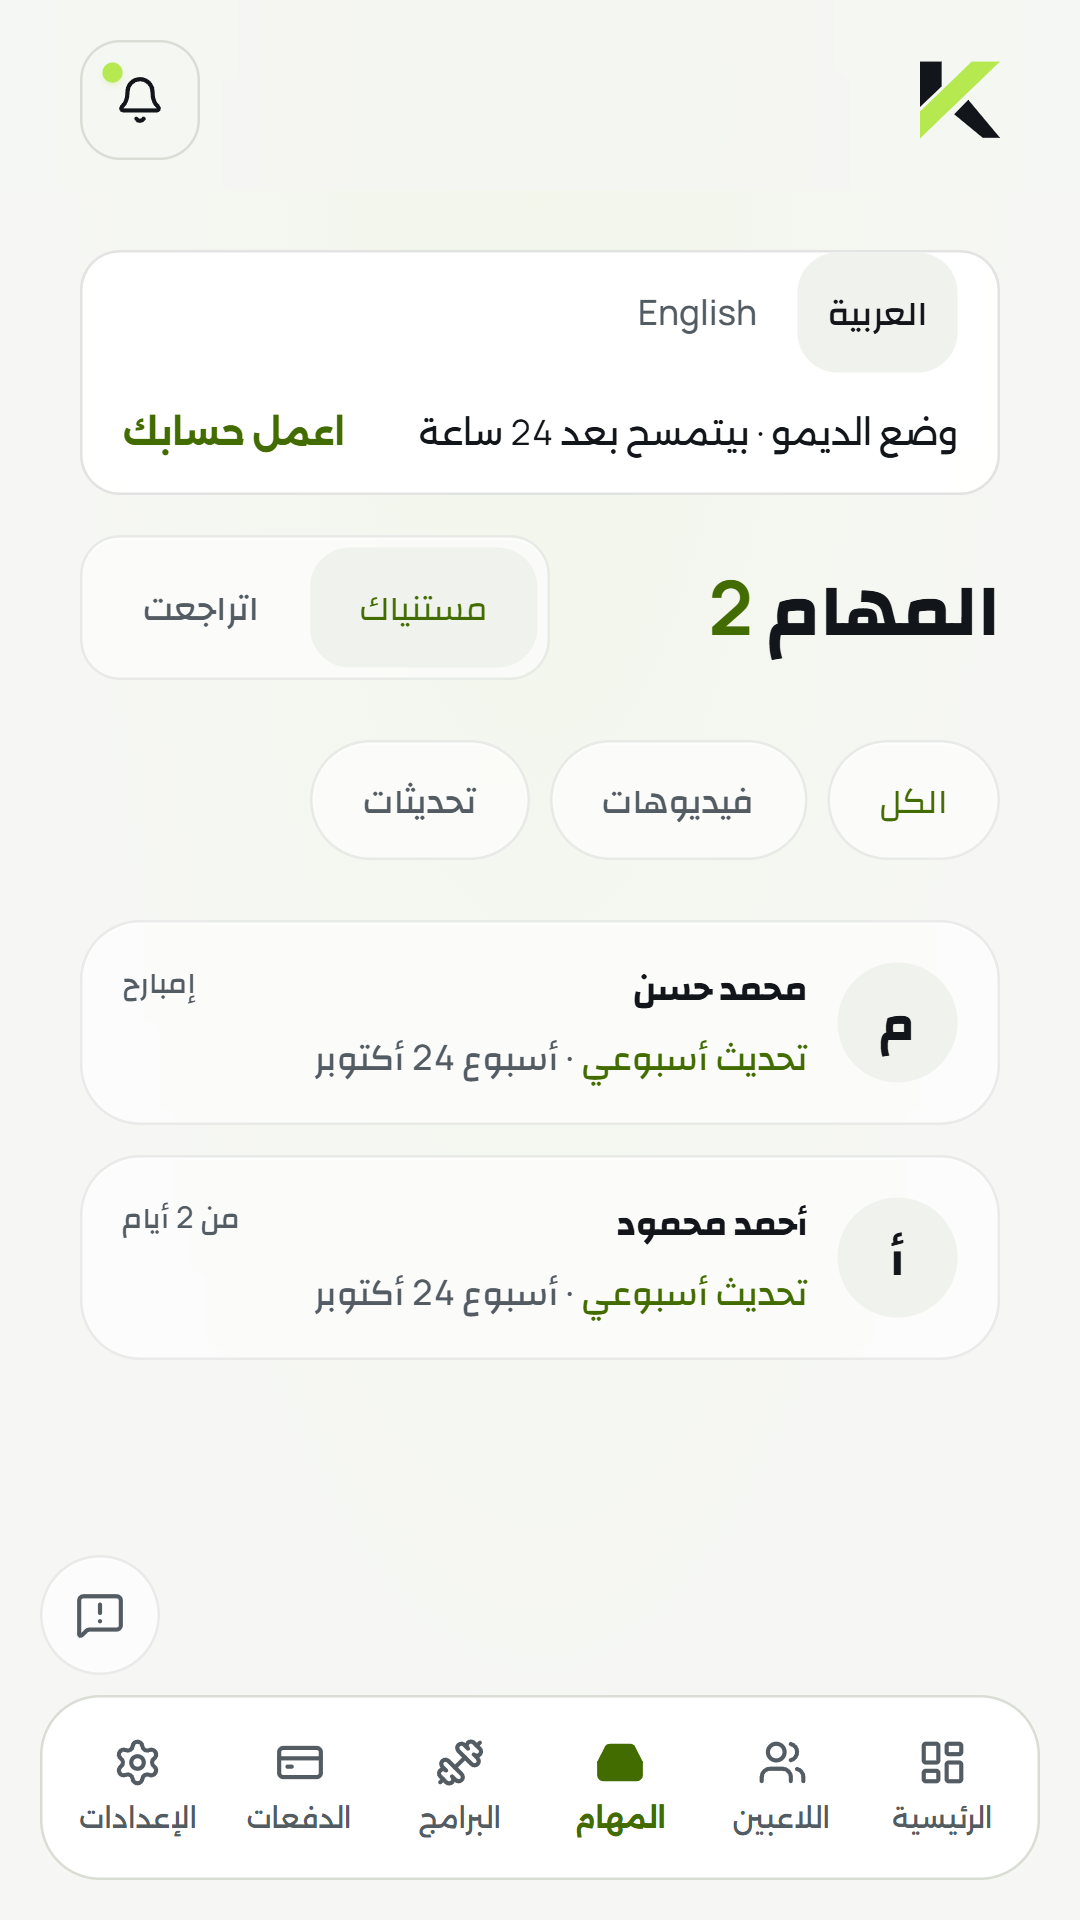 العربية English
وضع الديمو · بيتمسح بعد 24 ساعة اعمل حسابك
المهام 2
مستنياك اتراجعت
الكل فيديوهات تحديثات
م
محمد حسن إمبارح
تحديث أسبوعي · أسبوع 24 أكتوبر
أ
أحمد محمود من 2 أيام
تحديث أسبوعي · أسبوع 24 أكتوبر
الرئيسية اللاعبين المهام البرامج الدفعات الإعدادات